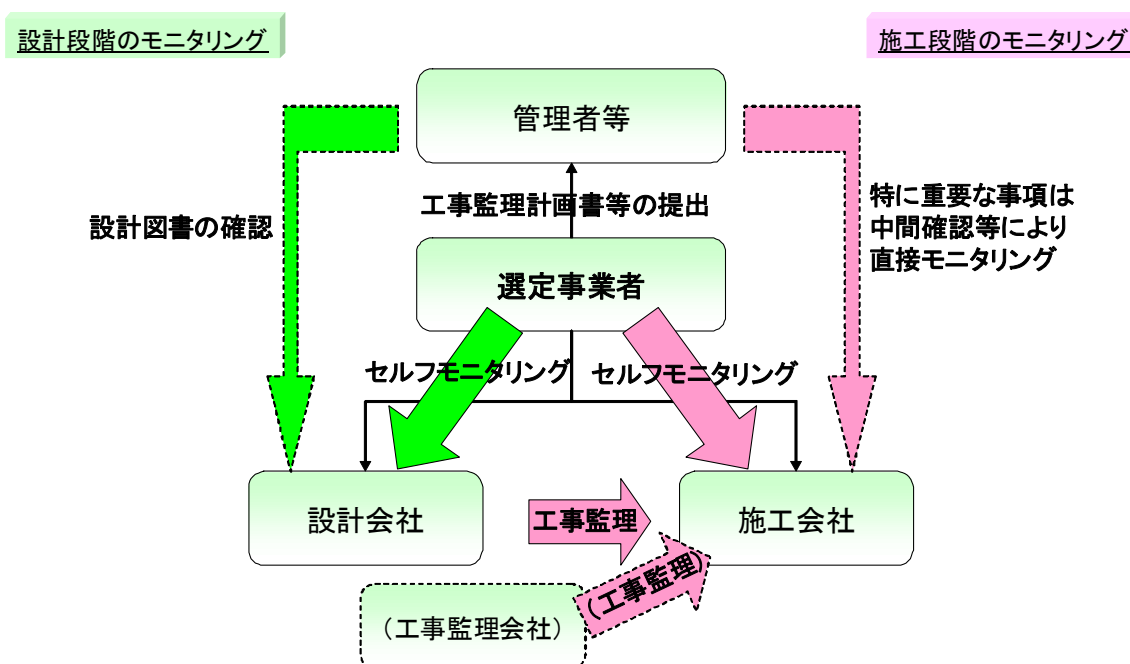 設計段階のモニタリング
施工段階のモニタリング
管理者等
工事監理計画書等の提出
設計図書の確認
特に重要な事項は
中間確認等により
直接モニタリング
選定事業者
セルフモニタリング
セルフモニタリング
設計会社
工事監理
施工会社
（工事監理）
（工事監理会社）